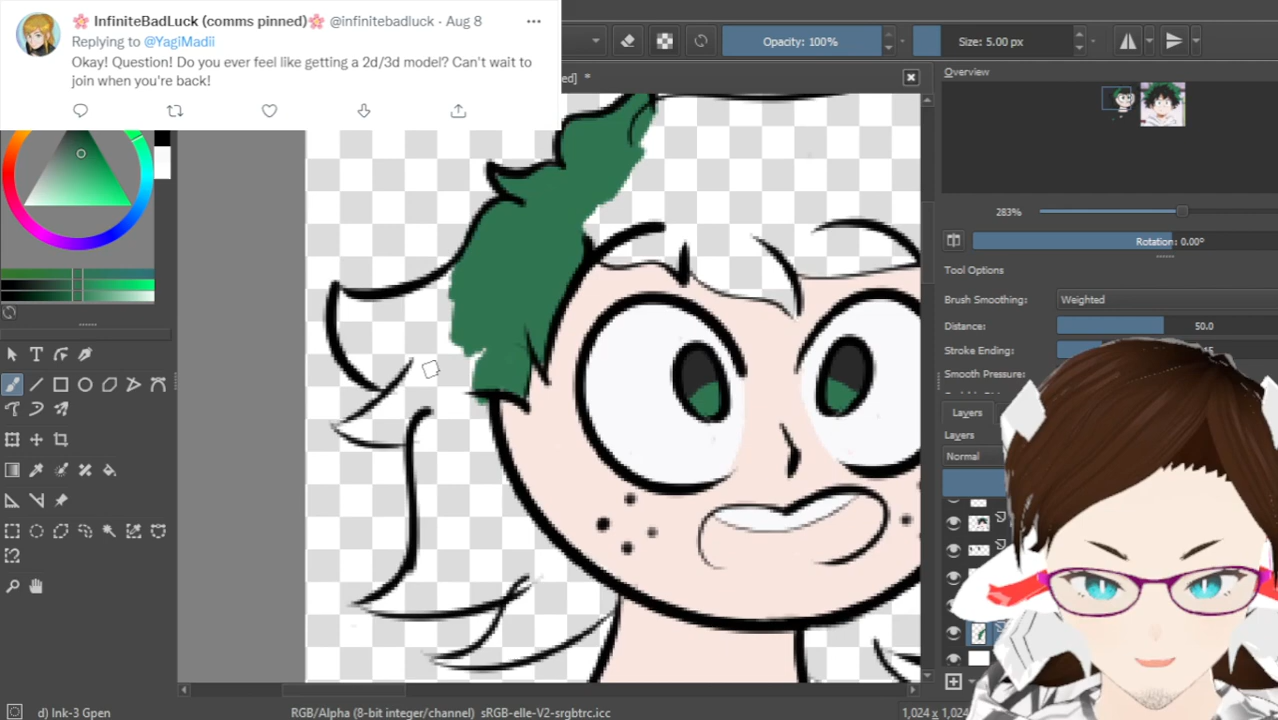 🌸 InfiniteBadLuck (comms pinned)🌸 @infinitebadluck · Aug 8
Replying to @YagiMadii
Okay! Question! Do you ever feel like getting a 2d/3d model? Can't wait to
join when you're back!
Opacity: 100%
Size: 5.00 px
ed] *
Overview
283%
Rotation: 0.00°
Tool Options
Brush Smoothing:
Weighted
Distance:
50.0
Stroke Ending:
Smooth Pressure:
Layers
Layers
Normal
d) Ink-3 Gpen
RGB/Alpha (8-bit integer/channel) sRGB-elle-V2-srgbtrc.icc
1,024 x 1,024